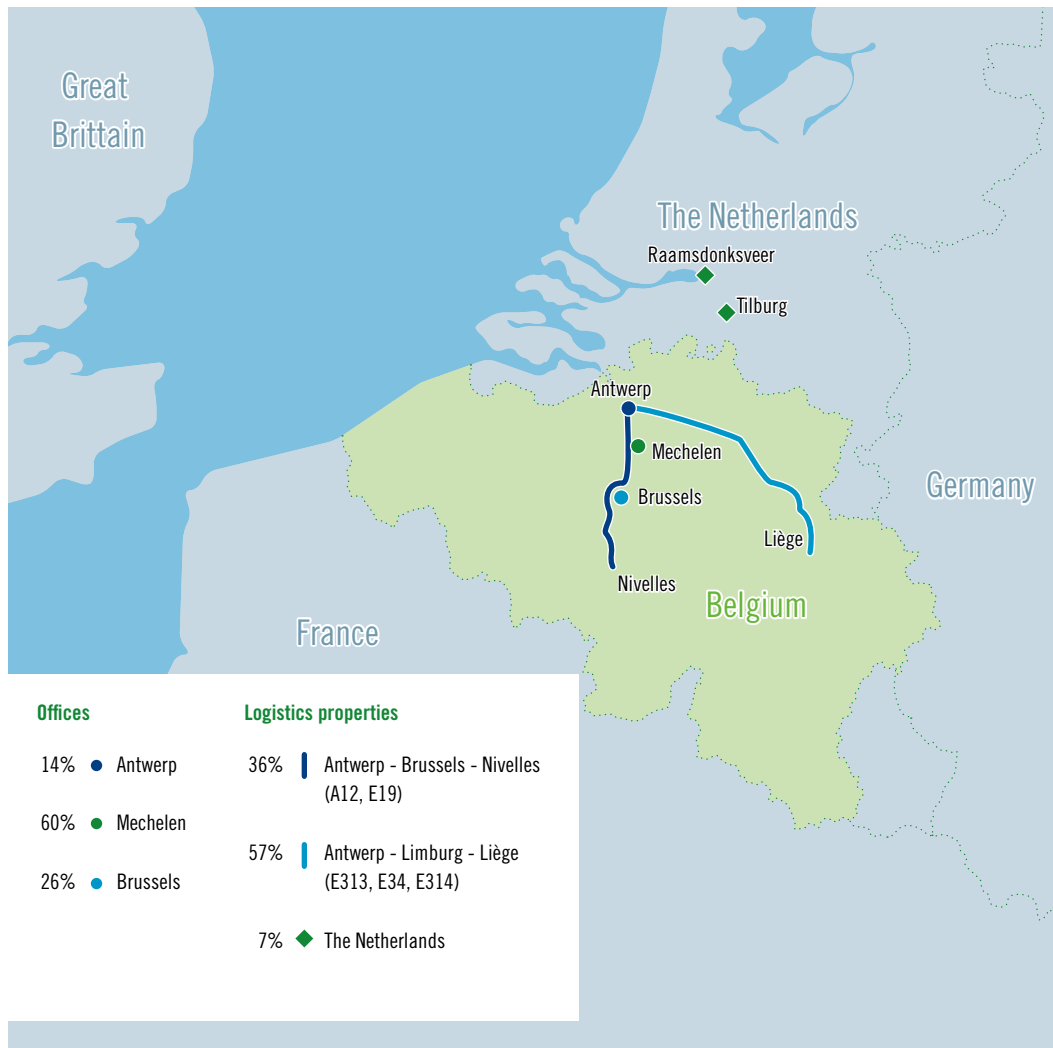 Great
Brittain
The Netherlands
Raamsdonksveer
Tilburg
Antwerp
Mechelen
Germany
Brussels
Liège
Nivelles
Belgium
France
Offices
14% Antwerp
60% Mechelen
26% Brussels
Logistics properties
36% Antwerp - Brussels - Nivelles
(A12, E19)
57% Antwerp - Limburg - Liège
(E313, E34, E314)
7% The Netherlands